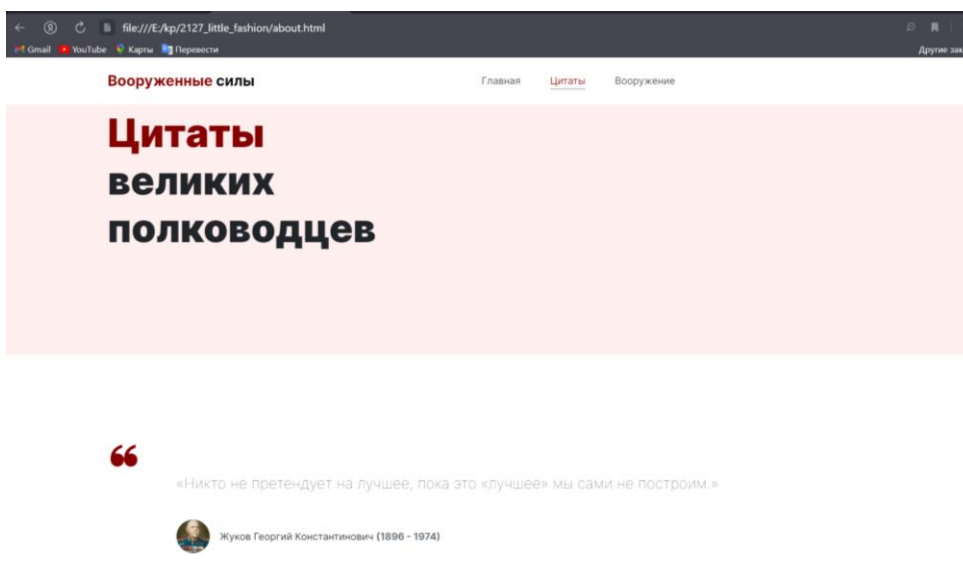 file:///E:/kp/2127_little_fashion/about.html
Gmail YouTube Карты Перевести Другие зак
Вооруженные силы Главная Цитаты Вооружение
Цитаты
великих
полководцев
«Никто не претендует на лучшее, пока это «лучшее» мы сами не построим.»
Жуков Георгий Константинович (1896 - 1974)